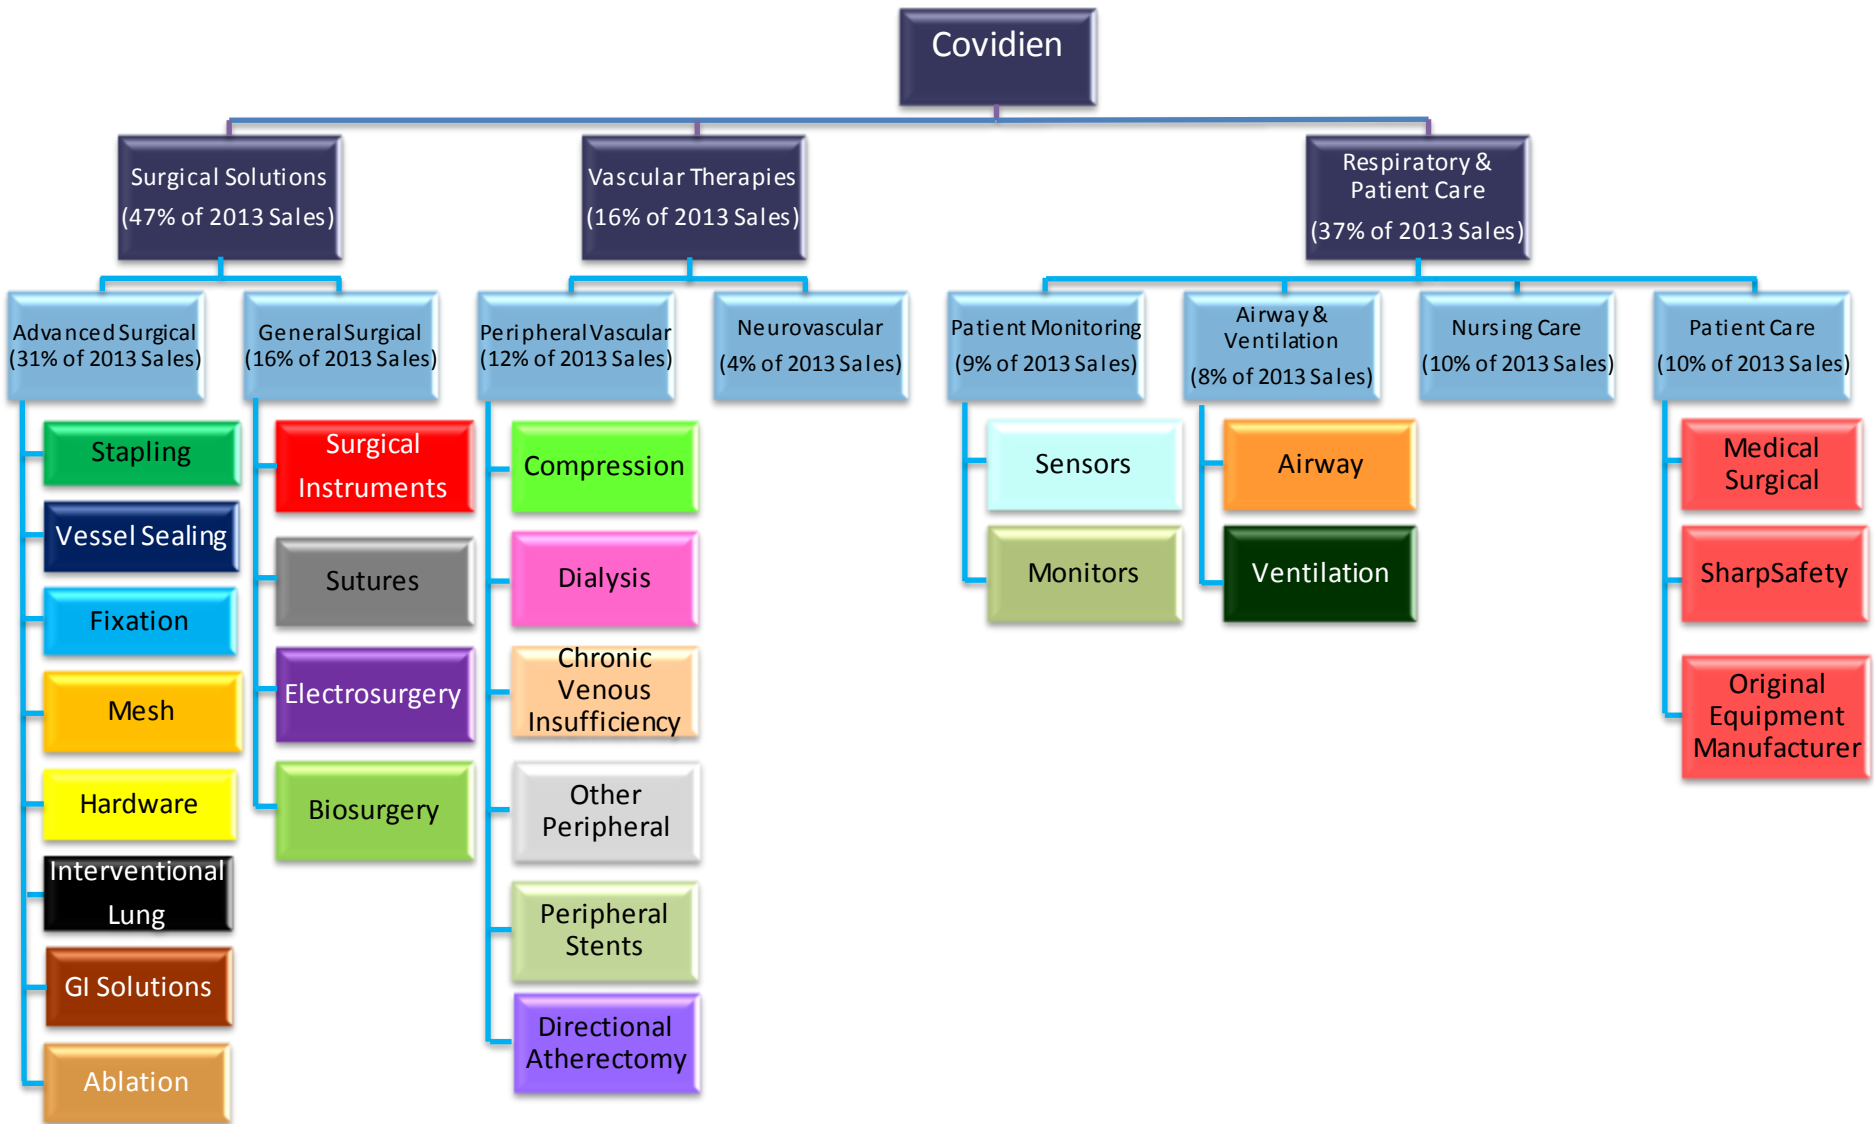 Covidien
Surgical Solutions
(47% of 2013 Sales)
Vascular Therapies
(16% of 2013 Sales)
Respiratory &
Patient Care
(37% of 2013 Sales)
Advanced Surgical
(31% of 2013 Sales)
General Surgical
(16% of 2013 Sales)
Peripheral Vascular
(12% of 2013 Sales)
Neurovascular
(4% of 2013 Sales)
Patient Monitoring
(9% of 2013 Sales)
Airway &
Ventilation
(8% of 2013 Sales)
Nursing Care
(10% of 2013 Sales)
Patient Care
(10% of 2013 Sales)
Stapling
Vessel Sealing
Fixation
Mesh
Hardware
Interventional
Lung
GI Solutions
Ablation
Surgical
Instruments
Sutures
Electrosurgery
Biosurgery
Compression
Dialysis
Chronic
Venous
Insufficiency
Other
Peripheral
Peripheral
Stents
Directional
Atherectomy
Sensors
Monitors
Airway
Ventilation
Medical
Surgical
SharpSafety
Original
Equipment
Manufacturer